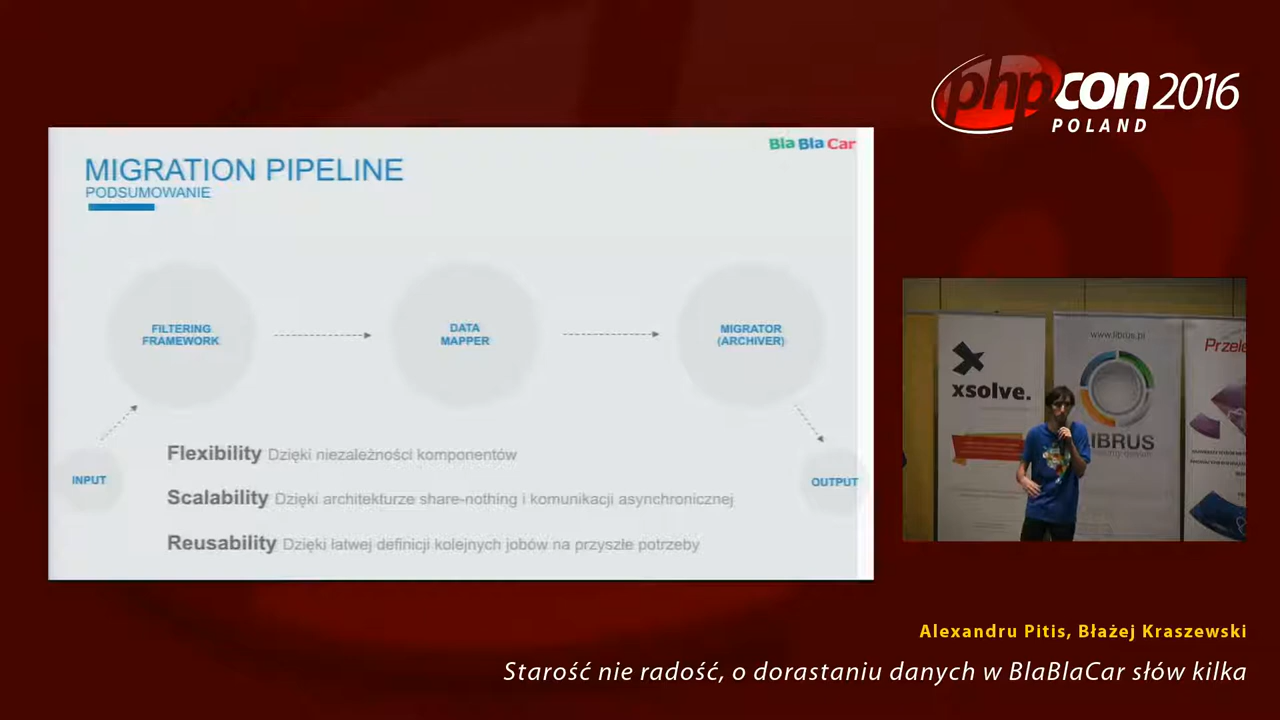 phpcon 2016
POLAND
Bla Bla Car
MIGRATION PIPELINE
PODSUMOWANIE
FILTERING
FRAMEWORK
DATA
MAPPER
MIGRATOR
(ARCHIVER)
INPUT
OUTPUT
Flexibility Dzięki niezależności komponentów
Scalability Dzięki architekturze share-nothing i komunikacji asynchronicznej
Reusability Dzięki łatwej definicji kolejnych jobów na przyszłe potrzeby
www.librus.pl
xsolve.
LIBRUS
Przele
Alexandru Pitis, Błażej Kraszewski
Starość nie radość, o dorastaniu danych w BlaBlaCar słów kilka